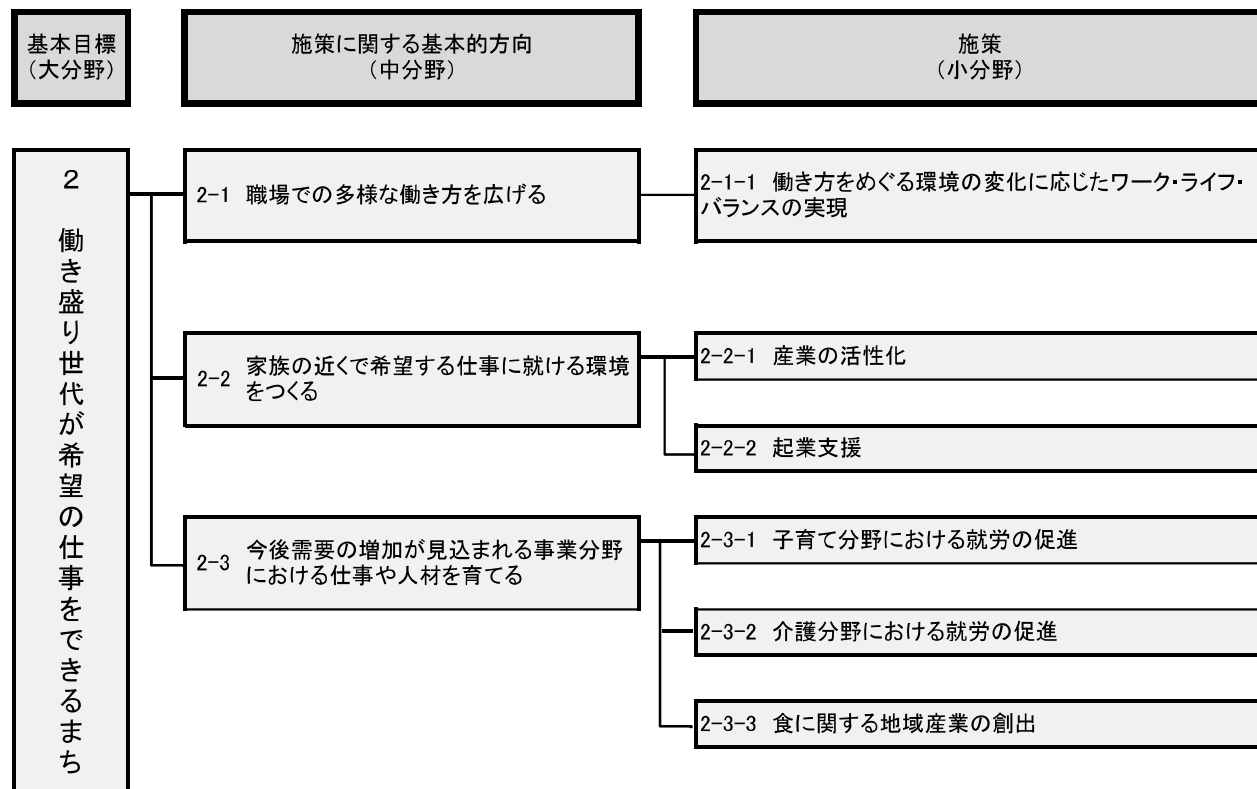 基本目標
（大分野）
施策に関する基本的方向
（中分野）
施策
（小分野）
2 働き盛り世代が希望の仕事をできるまち
2-1 職場での多様な働き方を広げる
2-1-1 働き方をめぐる環境の変化に応じたワーク・ライフ・
バランスの実現
2-2 家族の近くで希望する仕事に就ける環境
をつくる
2-2-1 産業の活性化
2-2-2 起業支援
2-3 今後需要の増加が見込まれる事業分野
における仕事や人材を育てる
2-3-1 子育て分野における就労の促進
2-3-2 介護分野における就労の促進
2-3-3 食に関する地域産業の創出